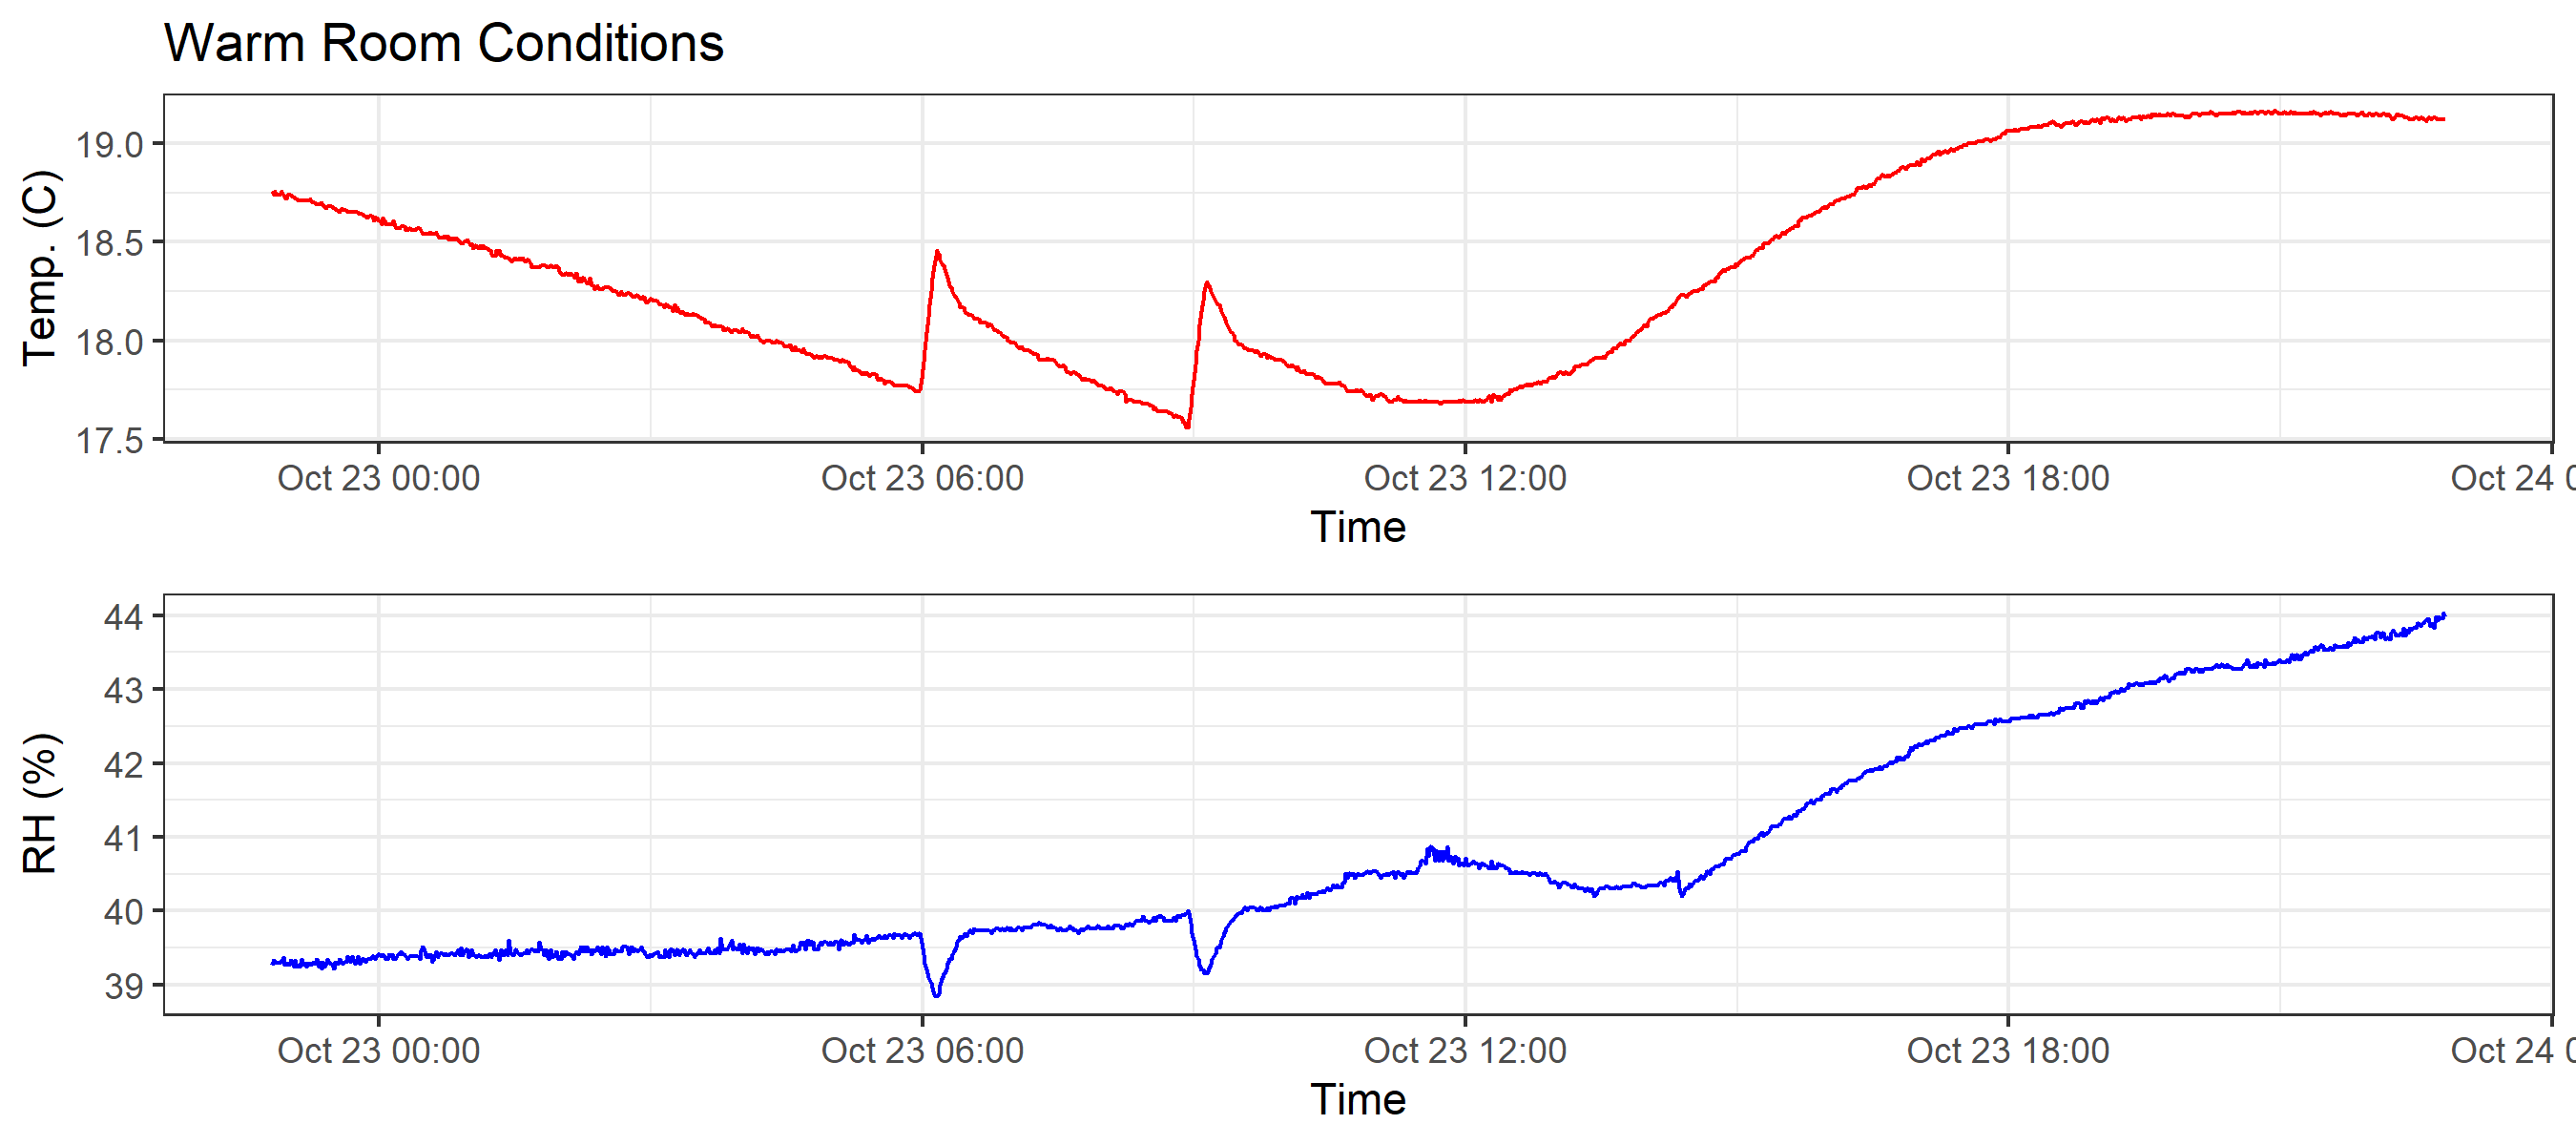 Warm Room Conditions
Temp. (C)
19.0
18.5
18.0
17.5
Oct 23 00:00 Oct 23 06:00 Oct 23 12:00 Oct 23 18:00 Oct 24 0
Time
RH (%)
44
43
42
41
40
39
Oct 23 00:00 Oct 23 06:00 Oct 23 12:00 Oct 23 18:00 Oct 24 0
Time